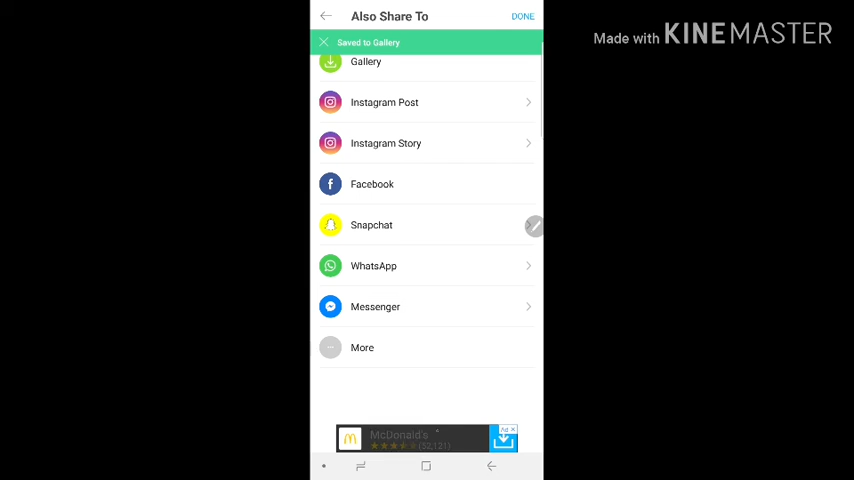 Also Share To
DONE
Made with KINEMASTER
Saved to Gallery
Gallery
Instagram Post
Instagram Story
Facebook
Snapchat
WhatsApp
Messenger
More
Ad
McDonald's
(52,121)